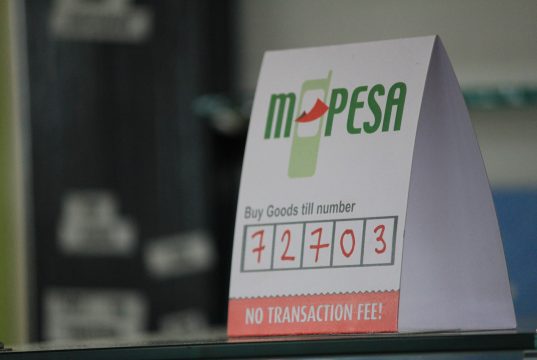 M PESA
Buy Goods till number
72703
NO TRANSACTION FEE!